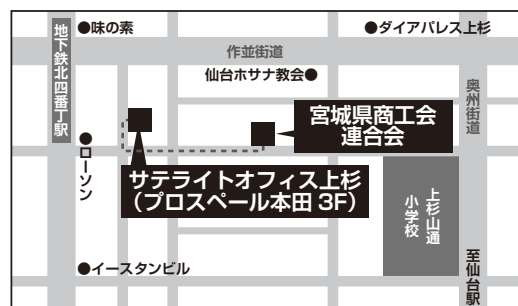 ●味の素
●ダイアパレス上杉
地下鉄北四番丁駅
作並街道
仙台ホサナ教会●
奥州街道
宮城県商工会
連合会
●ローソン
サテライトオフィス上杉
（プロスペール本田 3F）
上杉山通
小学校
●イースタンビル
至仙台駅